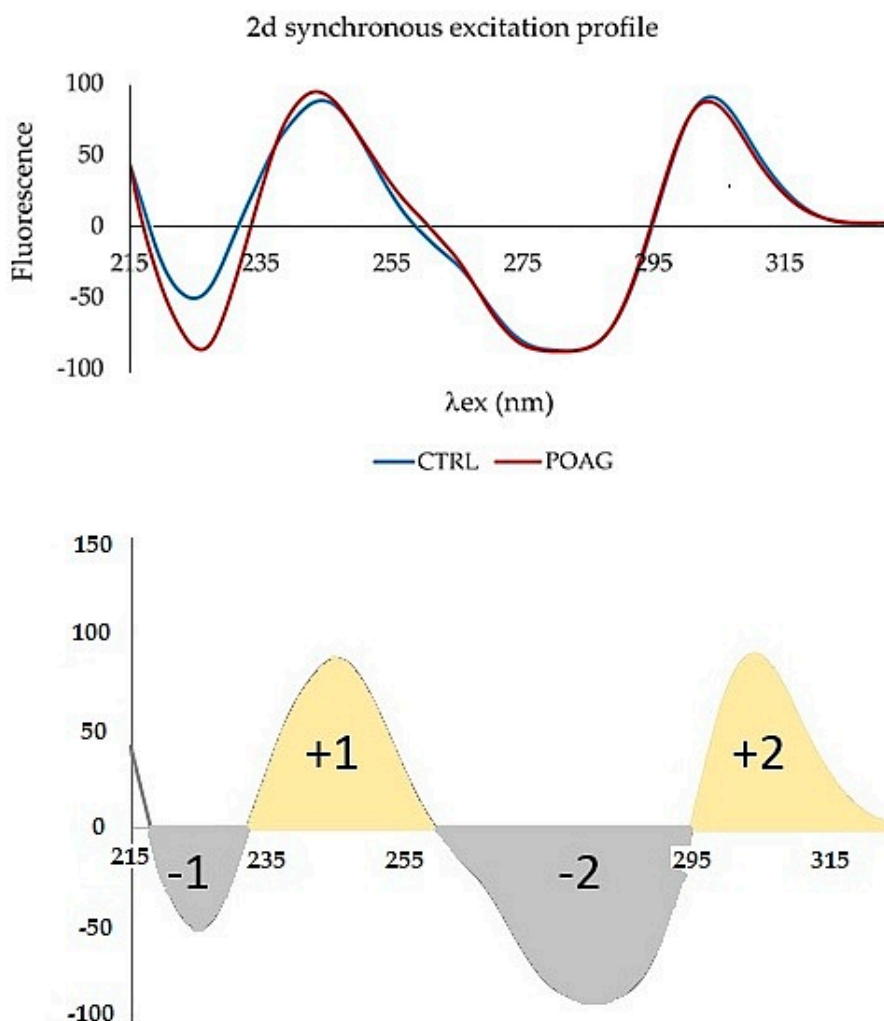 2d synchronous excitation profile
100
50
0
-50
-100
Fluorescence
215 235 255 275 295 315
λex (nm)
CTRL POAG
150
100
50
0
-50
-100
215 235 255 295 315
+1 +2
-1 -2